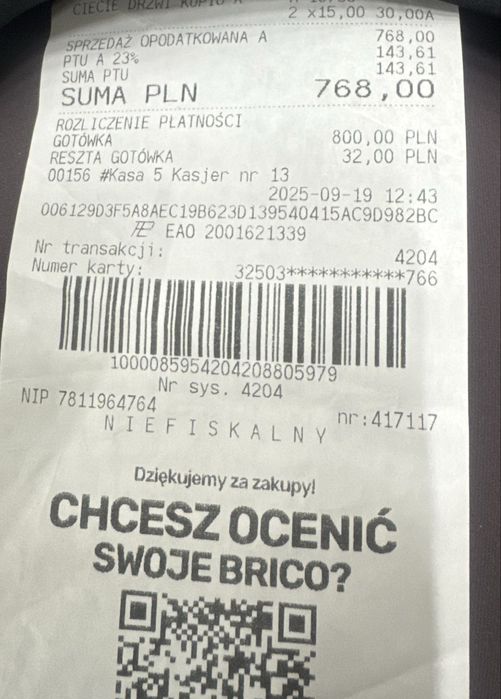 CIĘCIE DRZWI KUPIO
2 x15,00 30,00A
SPRZEDAŻ OPODATKOWANA A 768,00
PTU A 23% 143,61
SUMA PTU 143,61
SUMA PLN 768,00
ROZLICZENIE PŁATNOŚCI
GOTÓWKA 800,00 PLN
RESZTA GOTÓWKA 32,00 PLN
00156 #Kasa 5 Kasjer nr 13
2025-09-19 12:43
006129D3F5A8AEC19B623D139540415AC9D982BC
EAO 2001621339
Nr transakcji: 4204
Numer karty: 32503***********766
1000085954204208805979
Nr sys. 4204
NIP 7811964764 nr:417117
NIEFISKALNY
Dziękujemy za zakupy!
CHCESZ OCENIĆ
SWOJE BRICO?